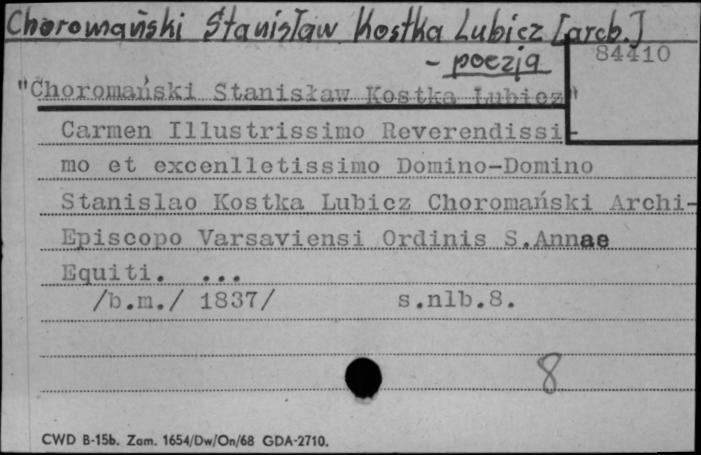 Choromański Stanisław Kostka Lubicz [arcb.]
- poezja
84410
"Choromański Stanisław Kostka Lubicz"
Carmen Illustrissimo Reverendissi-
mo et excenlletissimo Domino-Domino
Stanislao Kostka Lubicz Choromański Archi-
Episcopo Varsaviensi Ordinis S.Annae
Equiti. ...
/b.m./ 1837/ s.nlb.8.
8
CWD B-15b. Zam. 1654/Dw/On/68 GDA-2710.